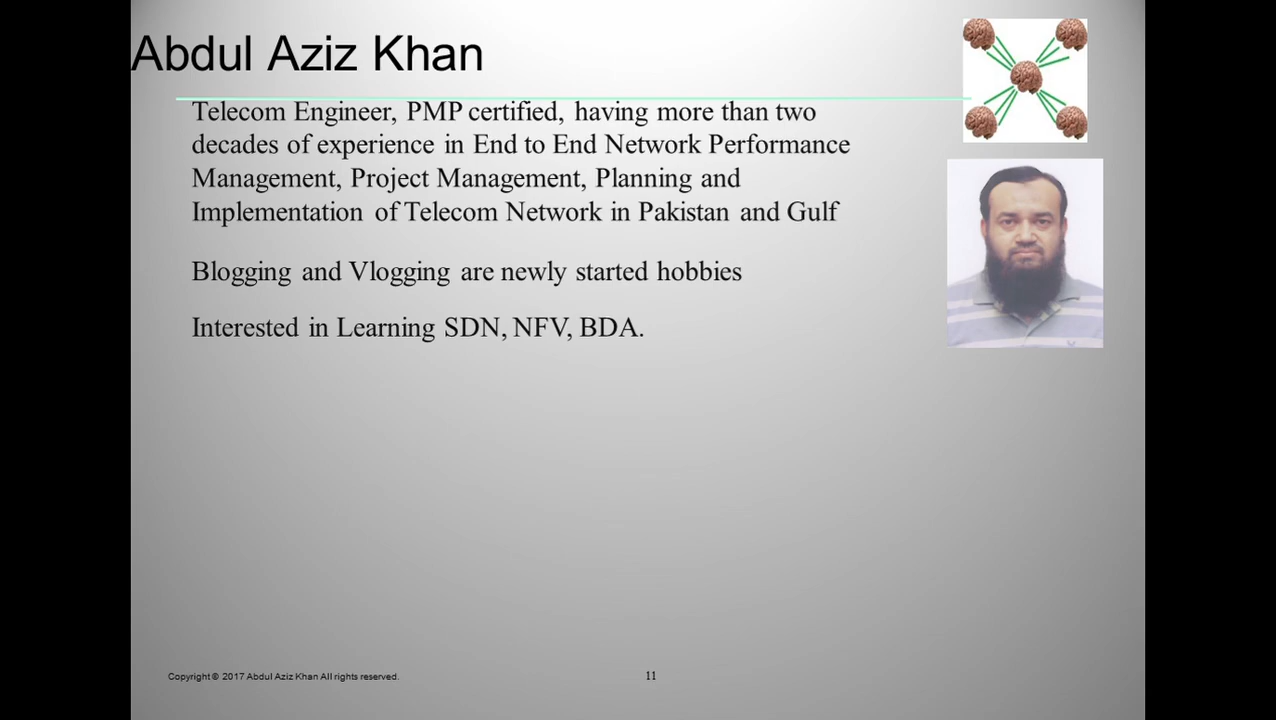 Abdul Aziz Khan
Telecom Engineer, PMP certified, having more than two
decades of experience in End to End Network Performance
Management, Project Management, Planning and
Implementation of Telecom Network in Pakistan and Gulf
Blogging and Vlogging are newly started hobbies
Interested in Learning SDN, NFV, BDA.
Copyright © 2017 Abdul Aziz Khan All rights reserved.
11